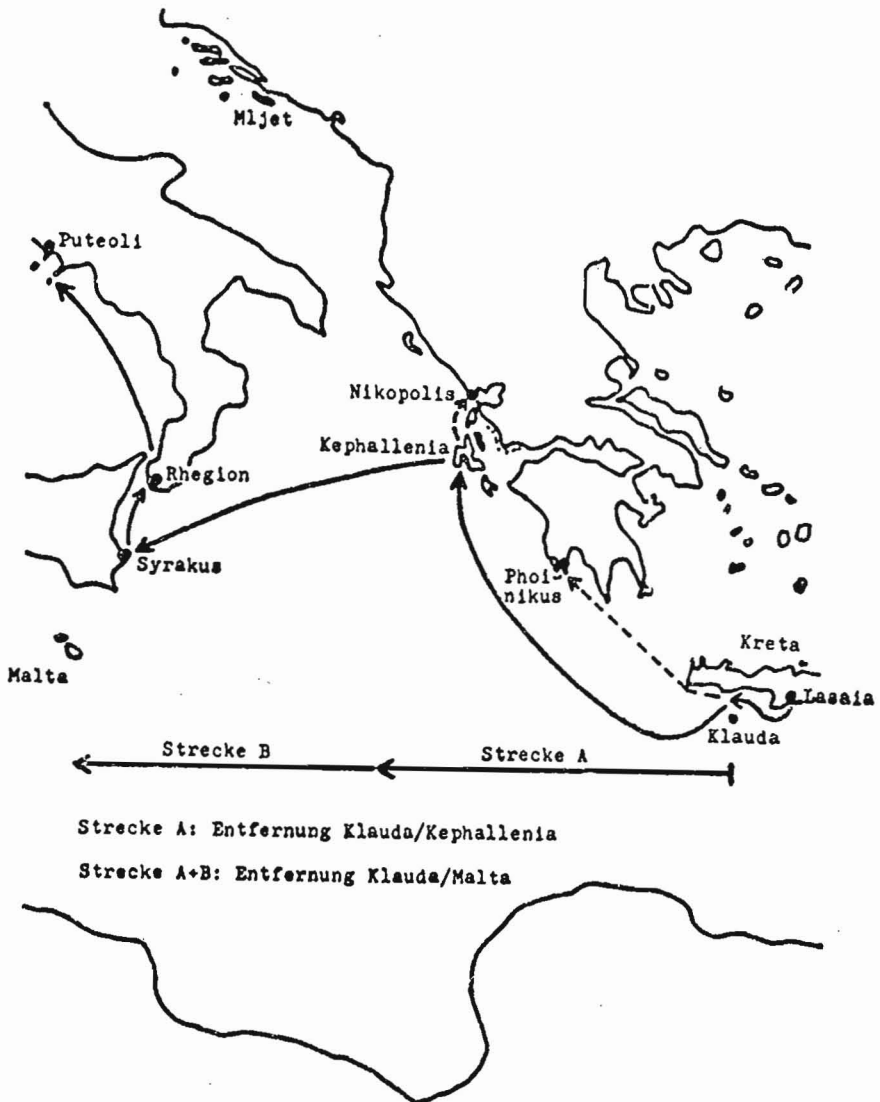 Mljet
Puteoli
Nikopolis
Kephallenia
Rhegion
Syrakus
Phoi-
nikus
Kreta
Malta
Lasaia
Klauda
Strecke B
Strecke A
Strecke A: Entfernung Klauda/Kephallenia
Strecke A+B: Entfernung Klauda/Malta